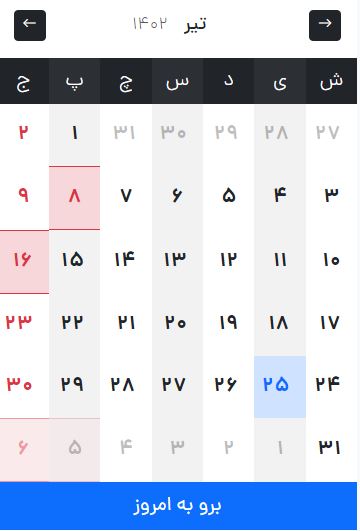 → تیر ۱۴۰۲ ←
ش ی د س چ پ ج
۲۷ ۲۸ ۲۹ ۳۰ ۳۱ ۱ ۲
۳ ۴ ۵ ۶ ۷ ۸ ۹
۱۰ ۱۱ ۱۲ ۱۳ ۱۴ ۱۵ ۱۶
۱۷ ۱۸ ۱۹ ۲۰ ۲۱ ۲۲ ۲۳
۲۴ ۲۵ ۲۶ ۲۷ ۲۸ ۲۹ ۳۰
۳۱ ۱ ۲ ۳ ۴ ۵ ۶
برو به امروز